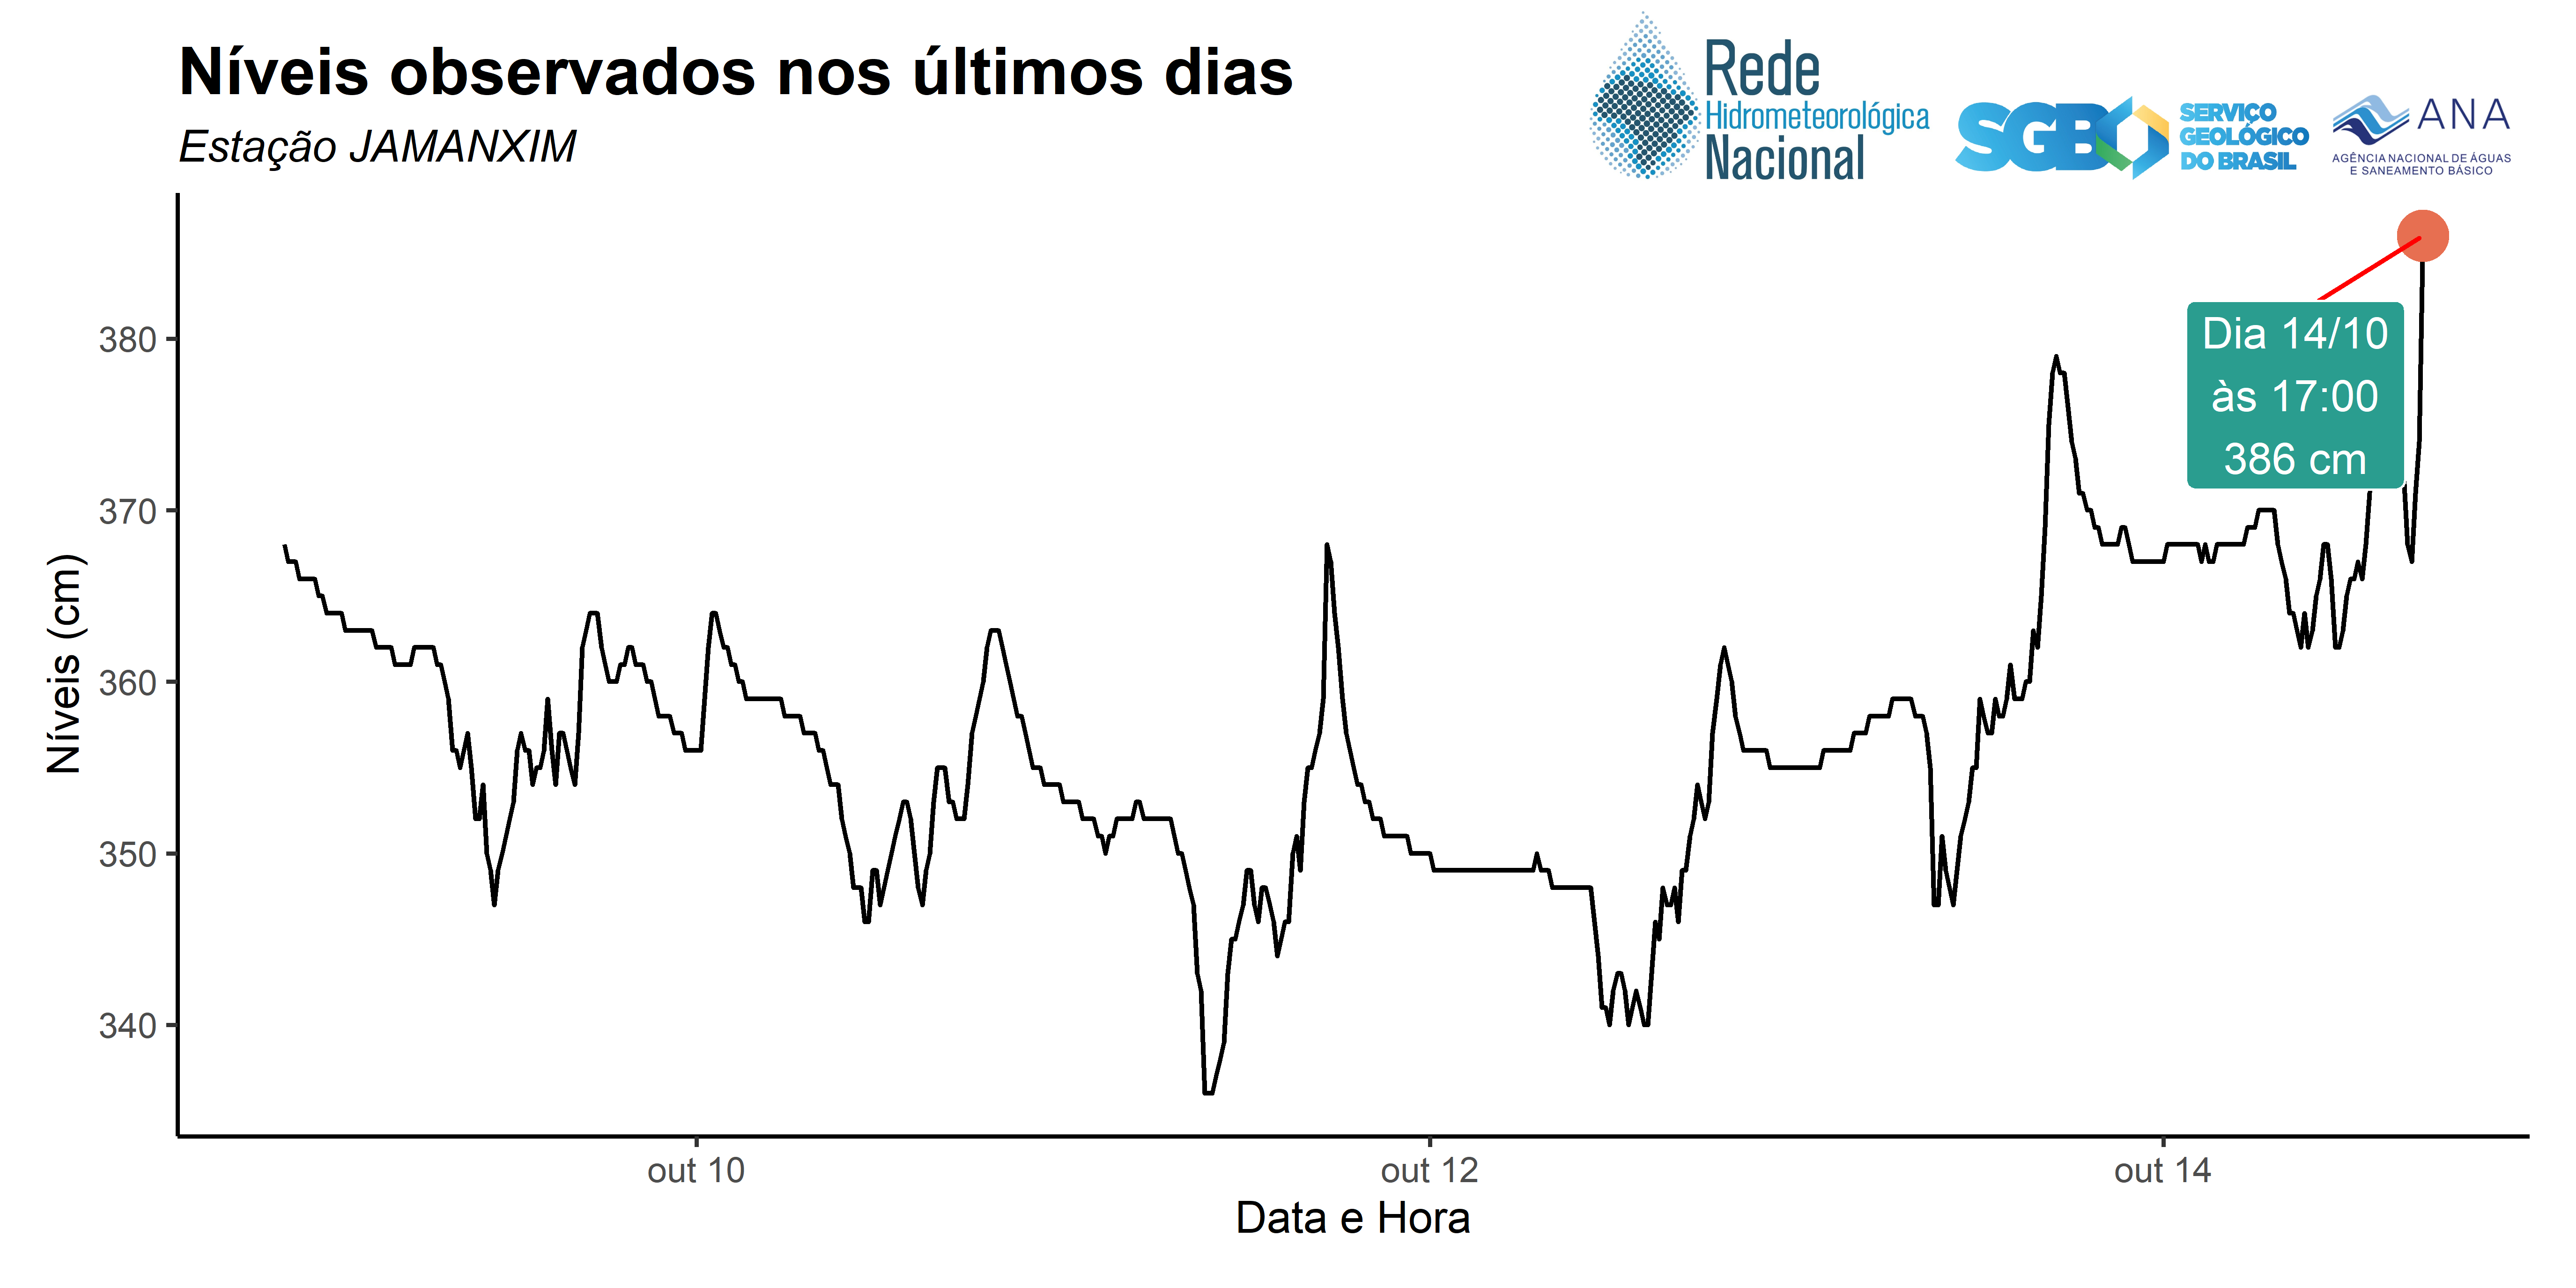 Níveis observados nos últimos dias
Estação JAMANXIM
Rede
Hidrometeorológica
Nacional
SGB
SERVIÇO
GEOLÓGICO
DO BRASIL
ANA
AGÊNCIA NACIONAL DE ÁGUAS
E SANEAMENTO BÁSICO
Dia 14/10
às 17:00
386 cm
Níveis (cm)
380
370
360
350
340
out 10
out 12
out 14
Data e Hora